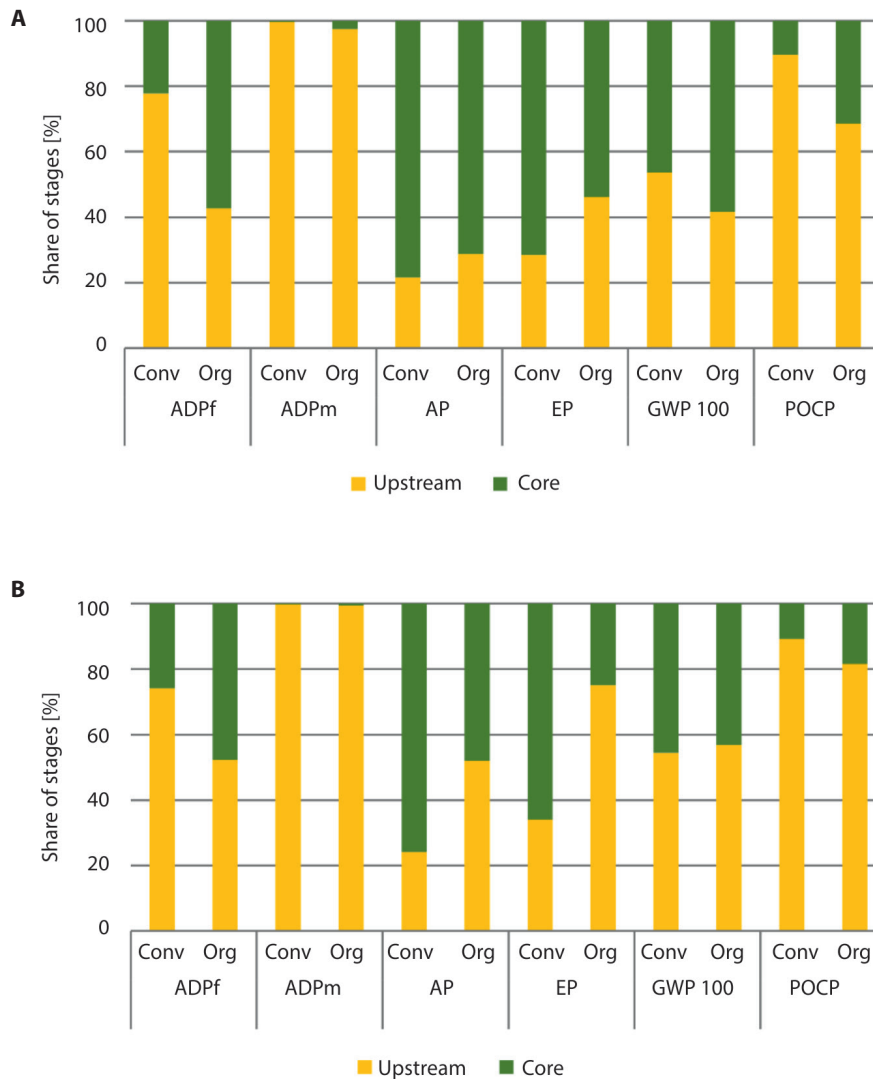 A
Share of stages [%]
100
80
60
40
20
0
Conv Org Conv Org Conv Org Conv Org Conv Org Conv Org
ADPf ADPm AP EP GWP 100 POCP
Upstream Core
B
Share of stages [%]
100
80
60
40
20
0
Conv Org Conv Org Conv Org Conv Org Conv Org Conv Org
ADPf ADPm AP EP GWP 100 POCP
Upstream Core